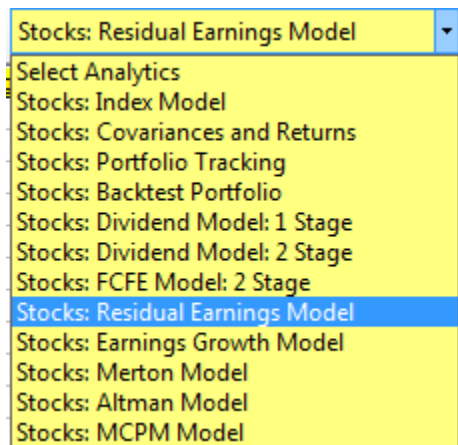 Stocks: Residual Earnings Model
Select Analytics
Stocks: Index Model
Stocks: Covariances and Returns
Stocks: Portfolio Tracking
Stocks: Backtest Portfolio
Stocks: Dividend Model: 1 Stage
Stocks: Dividend Model: 2 Stage
Stocks: FCFE Model: 2 Stage
Stocks: Residual Earnings Model
Stocks: Earnings Growth Model
Stocks: Merton Model
Stocks: Altman Model
Stocks: MCPM Model